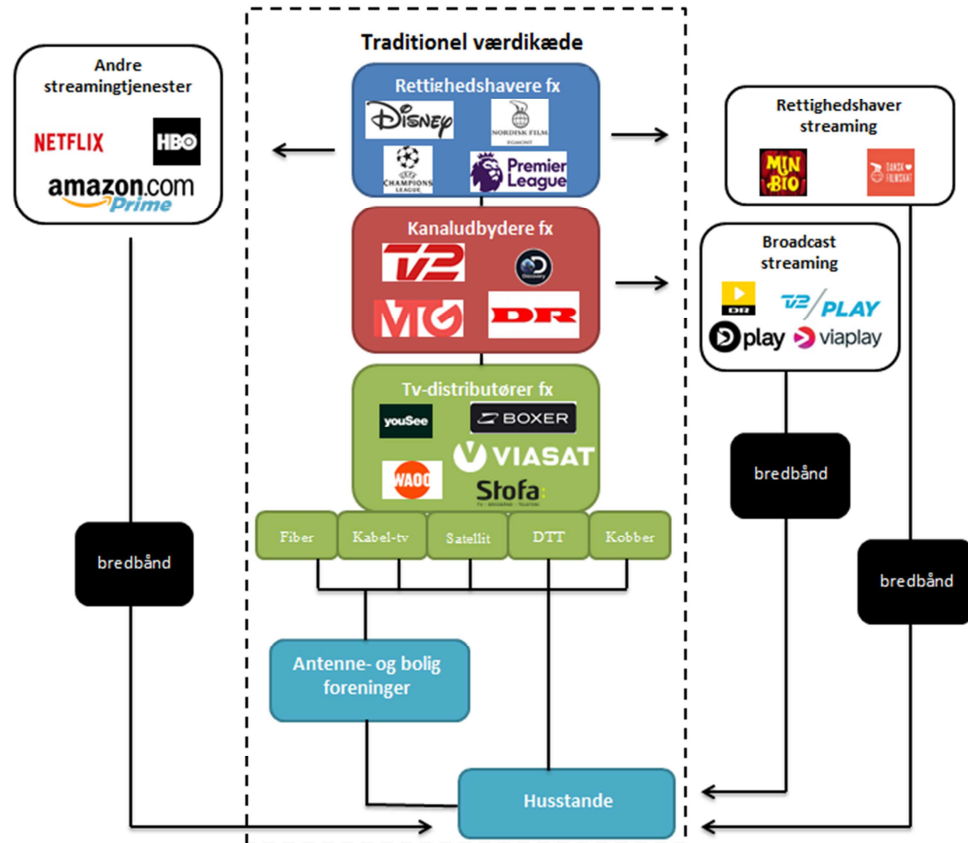 Traditionel værdikæde
Andre
streamingtjenester
NETFLIX
HBO
amazon.com
Prime
Rettighedshavere fx
Disney
NORDISK FILM
EGMONT
CHAMPIONS
LEAGUE
Premier
League
Rettighedshaver
streaming
MIN
BIO
DANSK
FILMSKAT
Kanaludbydere fx
TV2
Discovery
MTG
DR
Broadcast
streaming
DR
TV2/PLAY
D play
viaplay
Tv-distributører fx
youSee
BOXER
VIASAT
WAOO
Stofa
Fiber
Kabel-tv
Satellit
DTT
Kobber
bredbånd
bredbånd
bredbånd
Antenne- og bolig
foreninger
Husstande